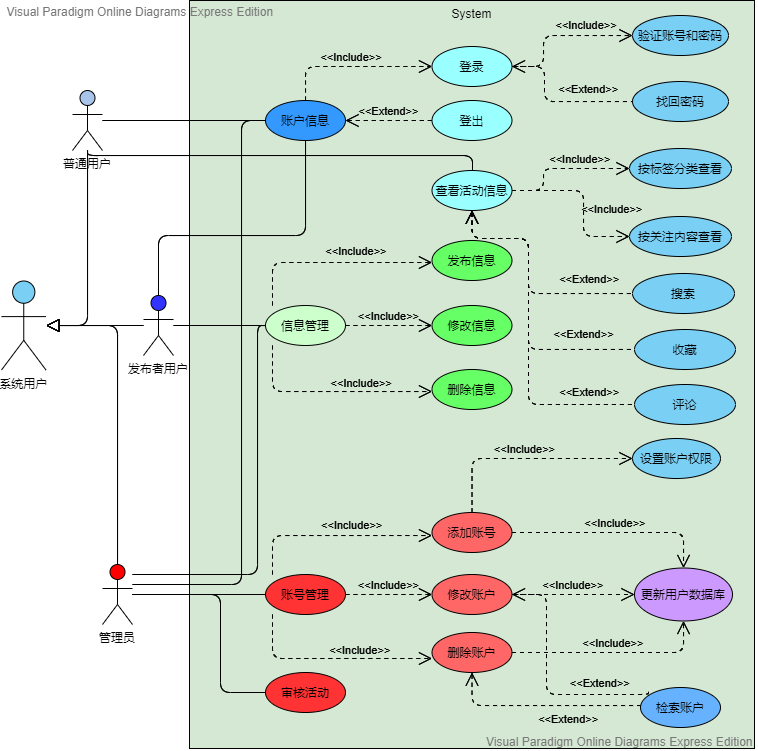 Visual Paradigm Online Diagrams Express Edition
System
<<Include>>
验证账号和密码
<<Include>>
登录
<<Extend>>
找回密码
<<Extend>>
账户信息
登出
普通用户
<<Include>>
按标签分类查看
查看活动信息
<<Include>>
按关注内容查看
<<Include>>
发布信息
<<Extend>>
搜索
<<Include>>
信息管理
修改信息
<<Extend>>
收藏
发布者用户
系统用户
<<Include>>
删除信息
<<Extend>>
评论
<<Include>>
设置账户权限
<<Include>>
添加账号
<<Include>>
账号管理
<<Include>>
修改账户
<<Include>>
更新用户数据库
管理员
<<Include>>
删除账户
<<Include>>
审核活动
<<Extend>>
检索账户
<<Extend>>
Visual Paradigm Online Diagrams Express Edition